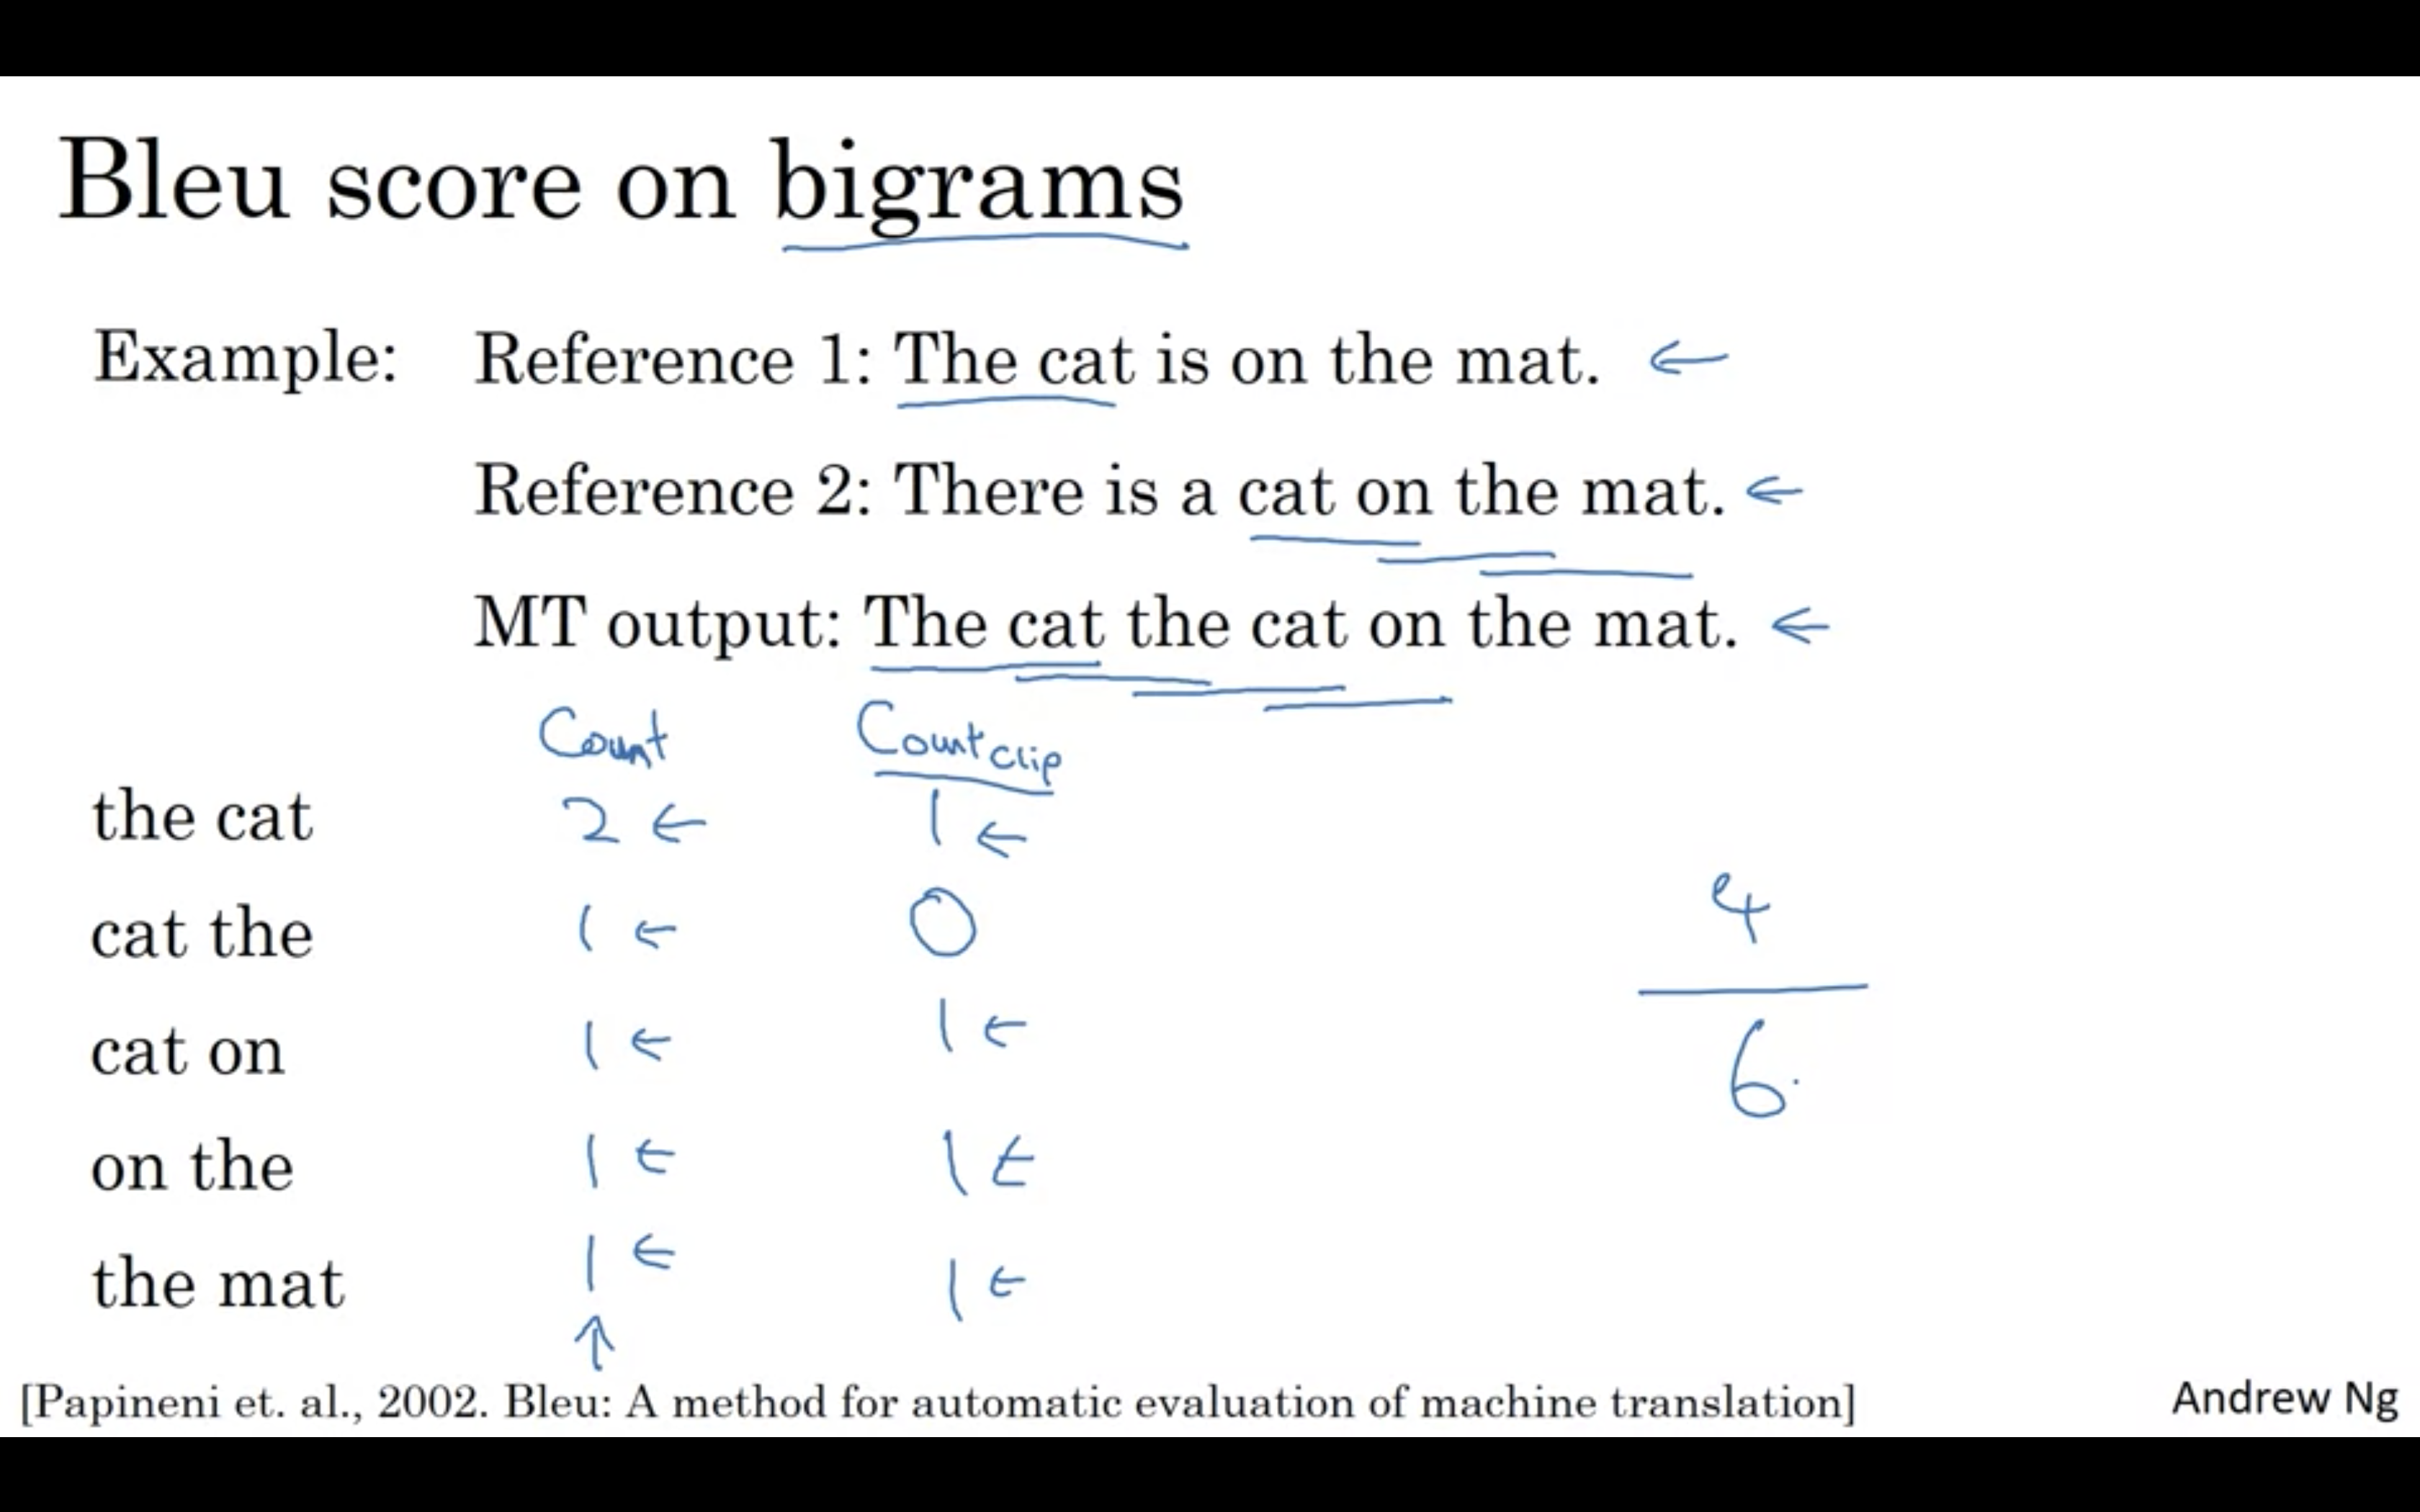 Bleu score on bigrams
Example: Reference 1: The cat is on the mat. ←
Reference 2: There is a cat on the mat. ←
MT output: The cat the cat on the mat. ←
Count Count clip
the cat 2 ← 1 ←
cat the 1 ← 0
cat on 1 ← 1 ←
on the 1 ← 1 ←
the mat 1 ← 1 ←
↑
4
6
[Papineni et. al., 2002. Bleu: A method for automatic evaluation of machine translation]
Andrew Ng